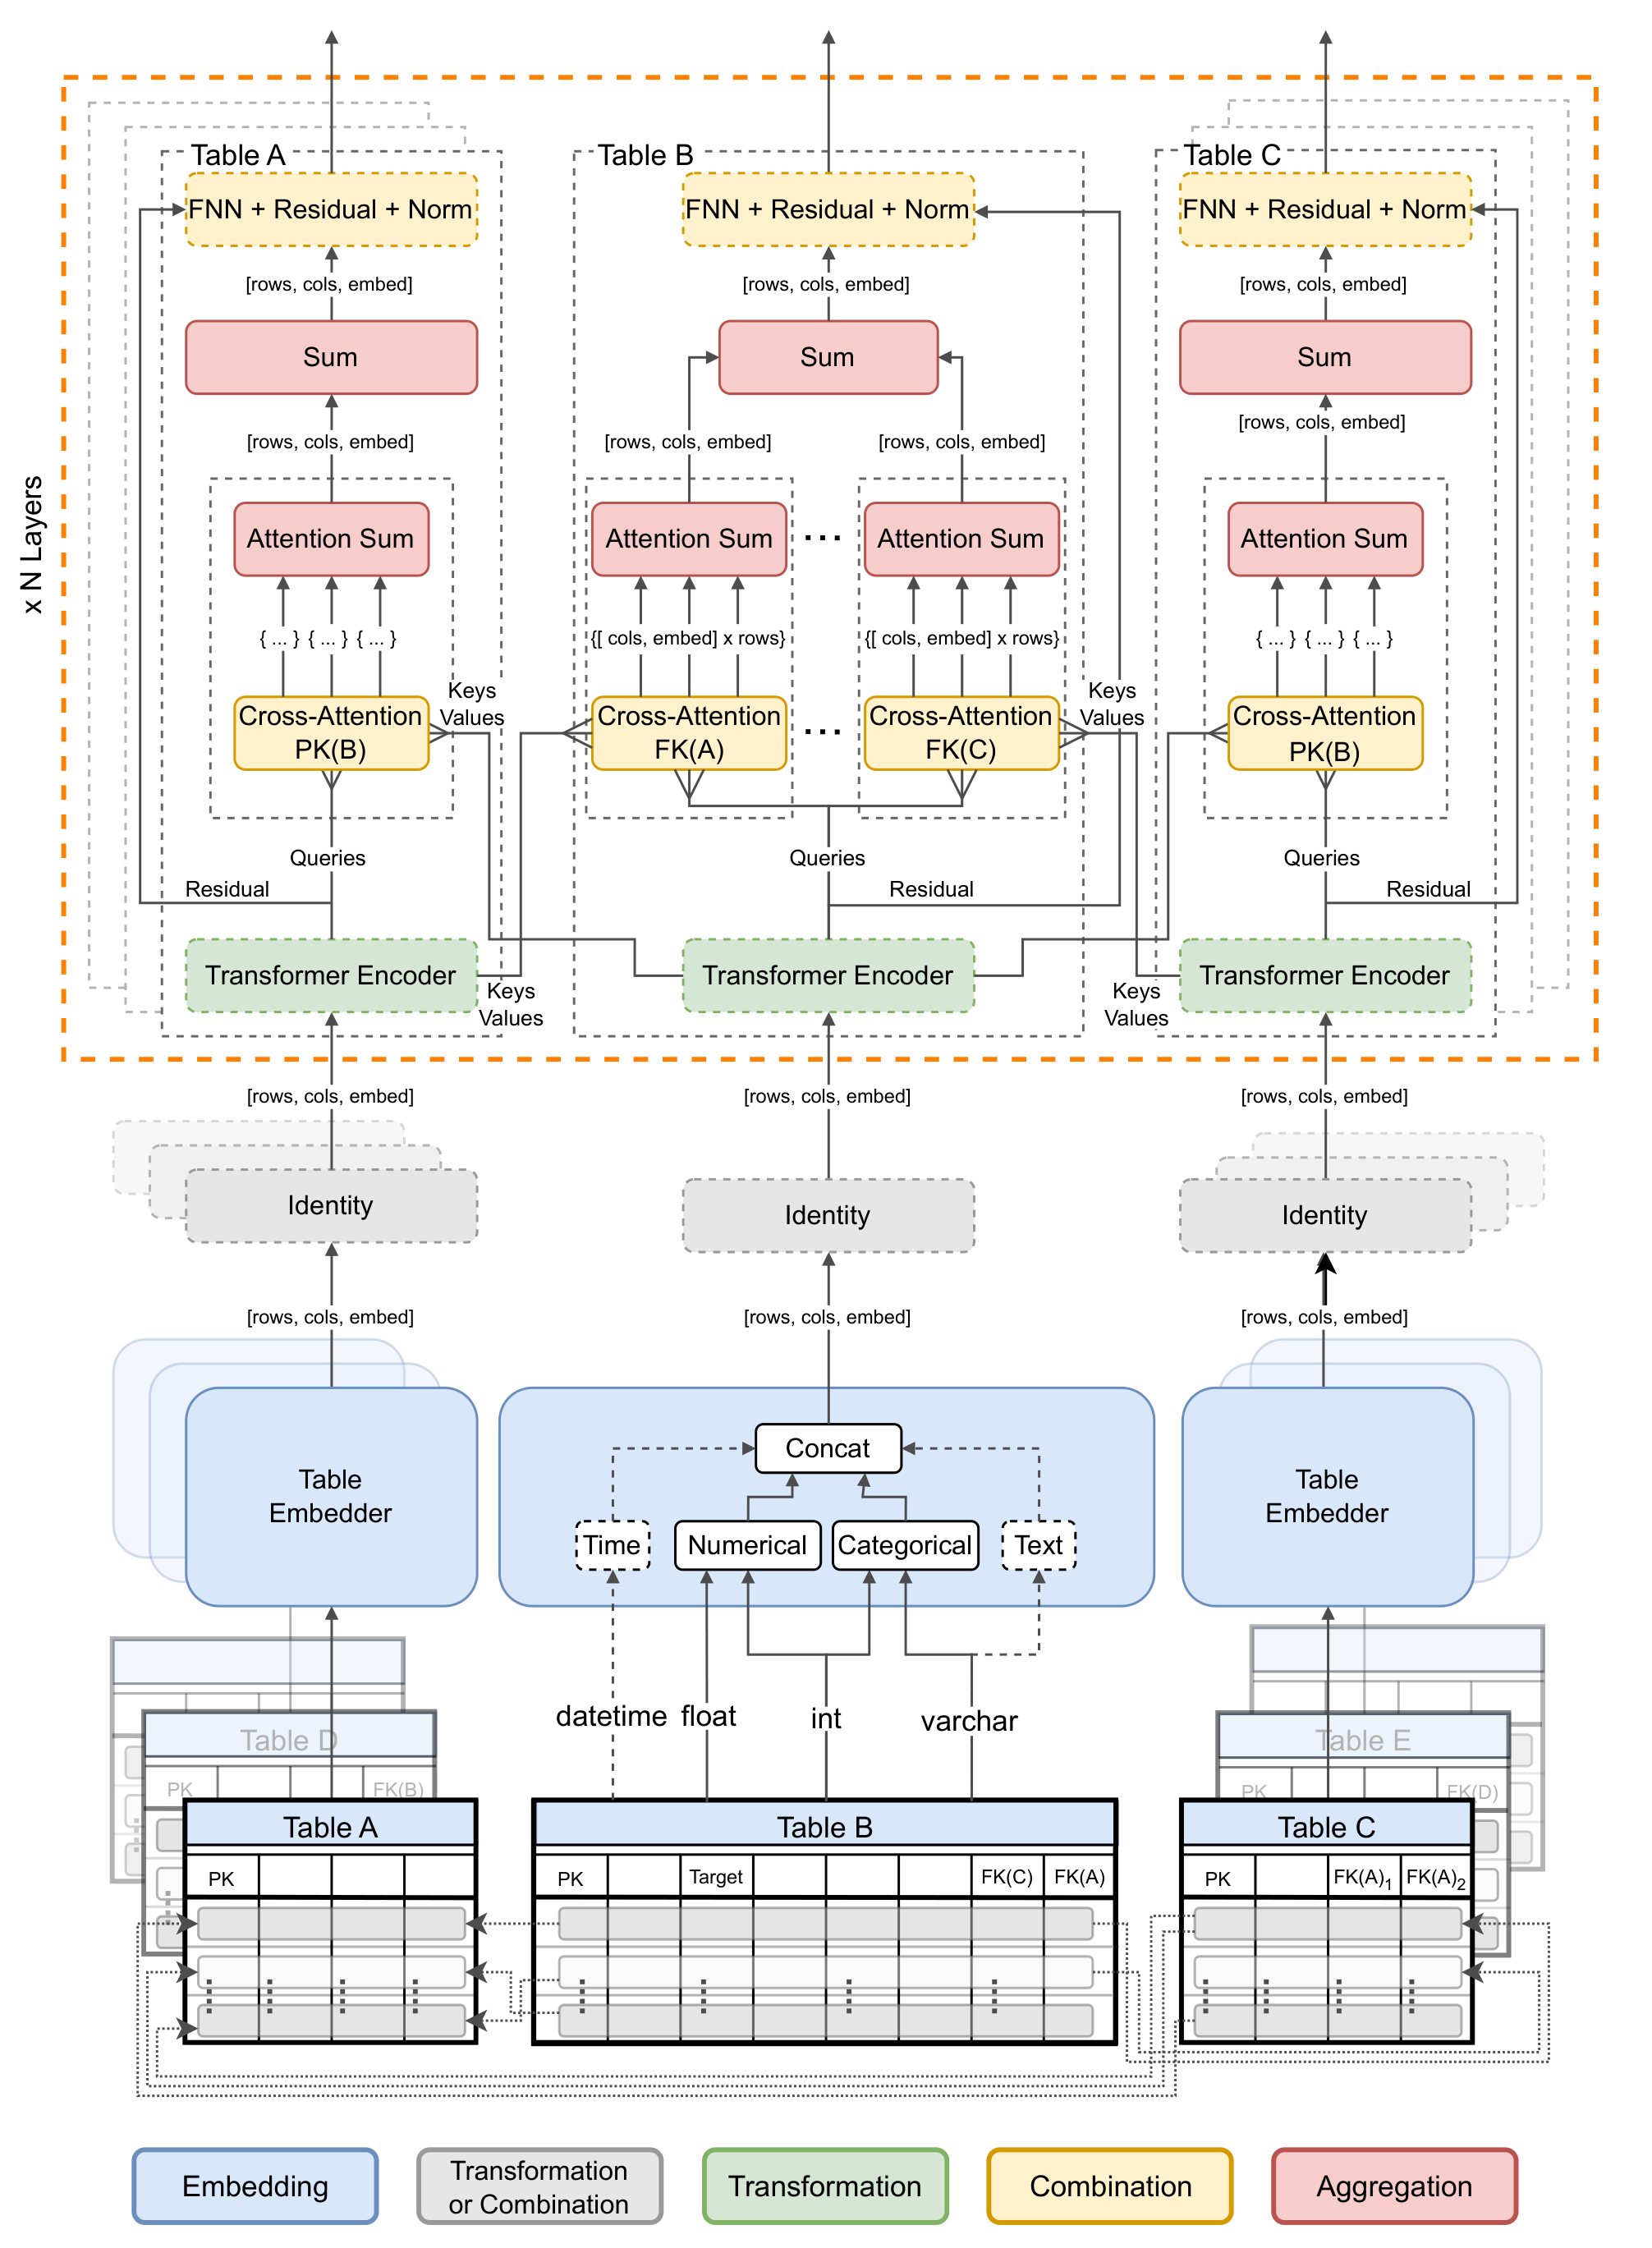 Table A
Table B
Table C
FNN + Residual + Norm
FNN + Residual + Norm
FNN + Residual + Norm
[rows, cols, embed]
[rows, cols, embed]
[rows, cols, embed]
Sum
Sum
Sum
[rows, cols, embed]
[rows, cols, embed]
[rows, cols, embed]
[rows, cols, embed]
x N Layers
Attention Sum
Attention Sum
...
Attention Sum
Attention Sum
{ ... } { ... } { ... }
{[ cols, embed] x rows}
{[ cols, embed] x rows}
{ ... } { ... } { ... }
Keys
Values
Keys
Values
Cross-Attention
PK(B)
Cross-Attention
FK(A)
...
Cross-Attention
FK(C)
Cross-Attention
PK(B)
Queries
Queries
Queries
Residual
Residual
Residual
Transformer Encoder
Transformer Encoder
Transformer Encoder
Keys
Values
Keys
Values
[rows, cols, embed]
[rows, cols, embed]
[rows, cols, embed]
Identity
Identity
Identity
[rows, cols, embed]
[rows, cols, embed]
[rows, cols, embed]
Table
Embedder
Concat
Time
Numerical
Categorical
Text
Table
Embedder
datetime
float
int
varchar
Table D
PK
FK(B)
Table E
PK
FK(D)
Table A
PK
Table B
PK
Target
FK(C)
FK(A)
Table C
PK
FK(A)1
FK(A)2
Embedding
Transformation
or Combination
Transformation
Combination
Aggregation